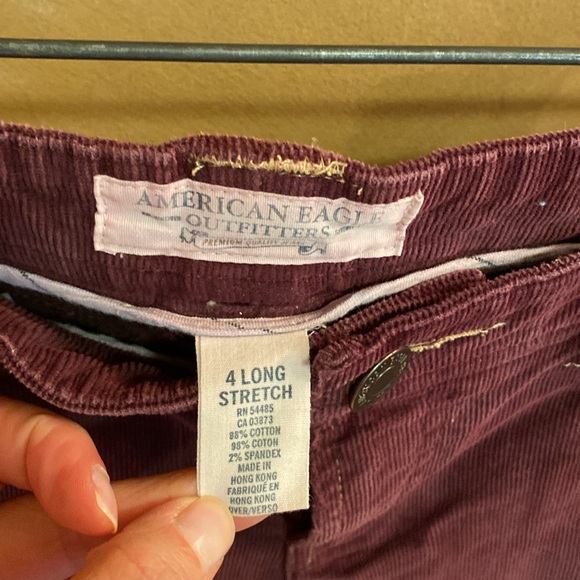 AMERICAN EAGLE
OUTFITTERS
PREMIUM QUALITY
4 LONG
STRETCH
RN 54485
CA 03873
98% COTTON
98% COTON
2% SPANDEX
MADE IN
HONG KONG
FABRIQUÉ EN
HONG KONG
OVER/VERSO